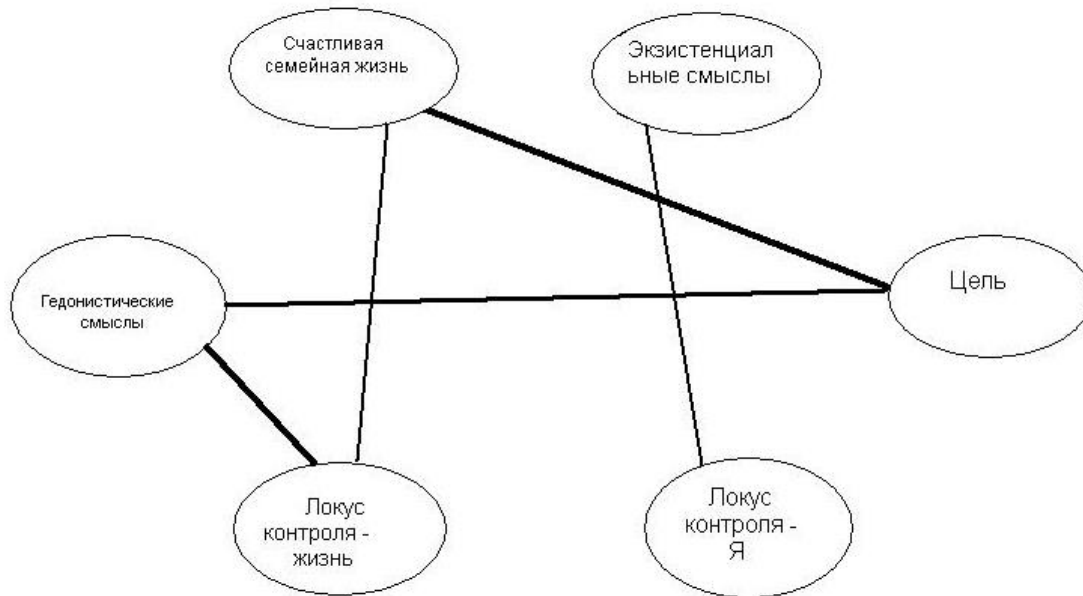 Счастливая
семейная жизнь
Экзистенциал
ьные смыслы
Гедонистические
смыслы
Цель
Локус
контроля -
жизнь
Локус
контроля -
Я